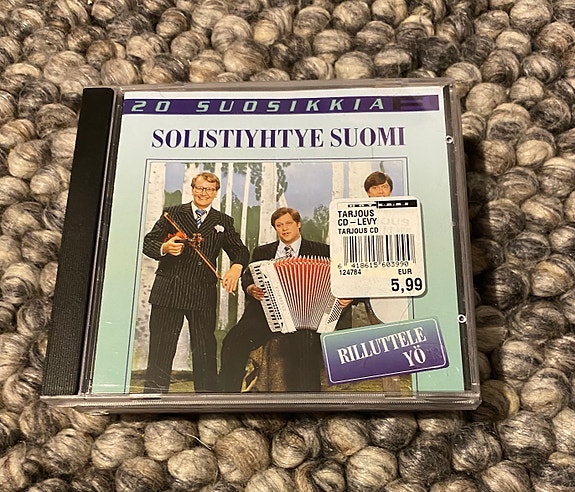 20 SUOSIKKIA
SOLISTIYHTYE SUOMI
TARJOUS
CD-LEVY
TARJOUS CD
6 418615 603990
124784 EUR
5,99
RILLUTTELE
YÖ